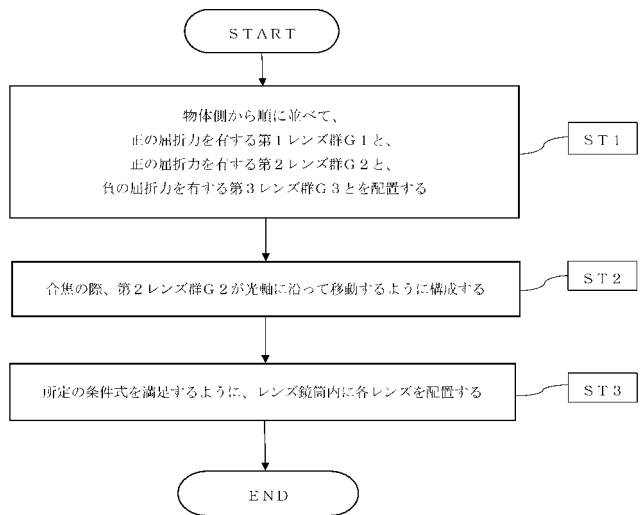 START
物体側から順に並べて、
正の屈折力を有する第1レンズ群G1と、
正の屈折力を有する第2レンズ群G2と、
負の屈折力を有する第3レンズ群G3とを配置する
ST1
合焦の際、第2レンズ群G2が光軸に沿って移動するように構成する
ST2
所定の条件式を満足するように、レンズ鏡筒内に各レンズを配置する
ST3
END